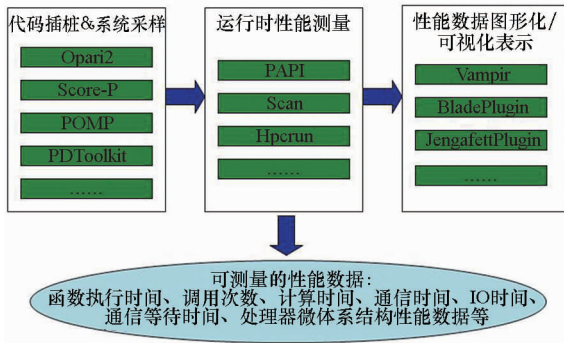 代码插桩&系统采样
Opari2
Score-P
POMP
PDToolkit
……
运行时性能测量
PAPI
Scan
Hpcrun
……
性能数据图形化/
可视化表示
Vampir
BladePlugin
JengafettPlugin
……
可测量的性能数据:
函数执行时间、调用次数、计算时间、通信时间、IO时间、
通信等待时间、处理器微体系结构性能数据等